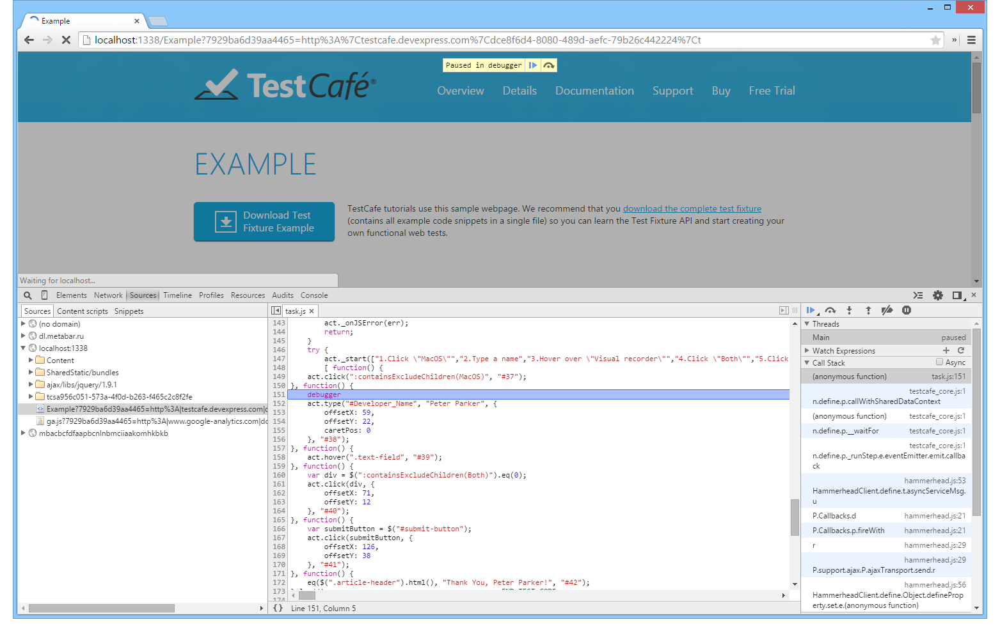 Example
localhost:1338/Example?7929ba6d39aa4465=http%3A%7Ctestcafe.devexpress.com%7Cdce8f6d4-8080-489d-aefc-79b26c442224%7Ct
»
Paused in debugger
TestCafé®
Overview Details Documentation Support Buy Free Trial
EXAMPLE
Download Test
Fixture Example
TestCafe tutorials use this sample webpage. We recommend that you download the complete test fixture
(contains all example code snippets in a single file) so you can learn the Test Fixture API and start creating your
own functional web tests.
Waiting for localhost...
Elements Network Sources Timeline Profiles Resources Audits Console
Sources Content scripts Snippets
(no domain)
dl.metabar.ru
localhost:1338
Content
SharedStatic/bundles
ajax/libs/jquery/1.9.1
tcsa956c051-573a-4f0d-b263-f465c2c8f2fe
Example?7929ba6d39aa4465=http%3A|testcafe.devexpress.com|d
ga.js?7929ba6d39aa4465=http%3A|www.google-analytics.com|dc
mbacbcfdfaapbcnlnbmciiaakomhkbkb
task.js
143 act._onJSError(err);
144 return;
145 }
146 try {
147 act._start(["1.Click \"MacOS\"","2.Type a name","3.Hover over \"Visual recorder\"","4.Click \"Both\"","5.Click
148 [ function() {
149 act.click(":containsExcludeChildren(MacOS)", "#37");
150 }, function() {
151 debugger
152 act.type("#Developer_Name", "Peter Parker", {
153 offsetX: 59,
154 offsetY: 22,
155 caretPos: 0
156 }, "#38");
157 }, function() {
158 act.hover(".text-field", "#39");
159 }, function() {
160 var div = $(":containsExcludeChildren(Both)").eq(0);
161 act.click(div, {
162 offsetX: 71,
163 offsetY: 12
164 }, "#40");
165 }, function() {
166 var submitButton = $("#submit-button");
167 act.click(submitButton, {
168 offsetX: 126,
169 offsetY: 38
170 }, "#41");
171 }, function() {
172 eq($(".article-header").html(), "Thank You, Peter Parker!", "#42");
173 END TEST CODE
174
{} Line 151, Column 5
Threads
Main paused
Watch Expressions
Call Stack Async
(anonymous function) task.js:151
testcafe_core.js:1
n.define.p.callWithSharedDataContext
(anonymous function) testcafe_core.js:1
n.define.p.__waitFor testcafe_core.js:1
testcafe_core.js:1
n.define.p._runStep.e.eventEmitter.emit.callba
ck
hammerhead.js:53
HammerheadClient.define.t.asyncServiceMsg.
u
P.Callbacks.d hammerhead.js:21
P.Callbacks.p.fireWith hammerhead.js:21
r hammerhead.js:29
hammerhead.js:29
P.support.ajax.P.ajaxTransport.send.r
hammerhead.js:56
HammerheadClient.define.Object.defineProp
erty.set.e.(anonymous function)